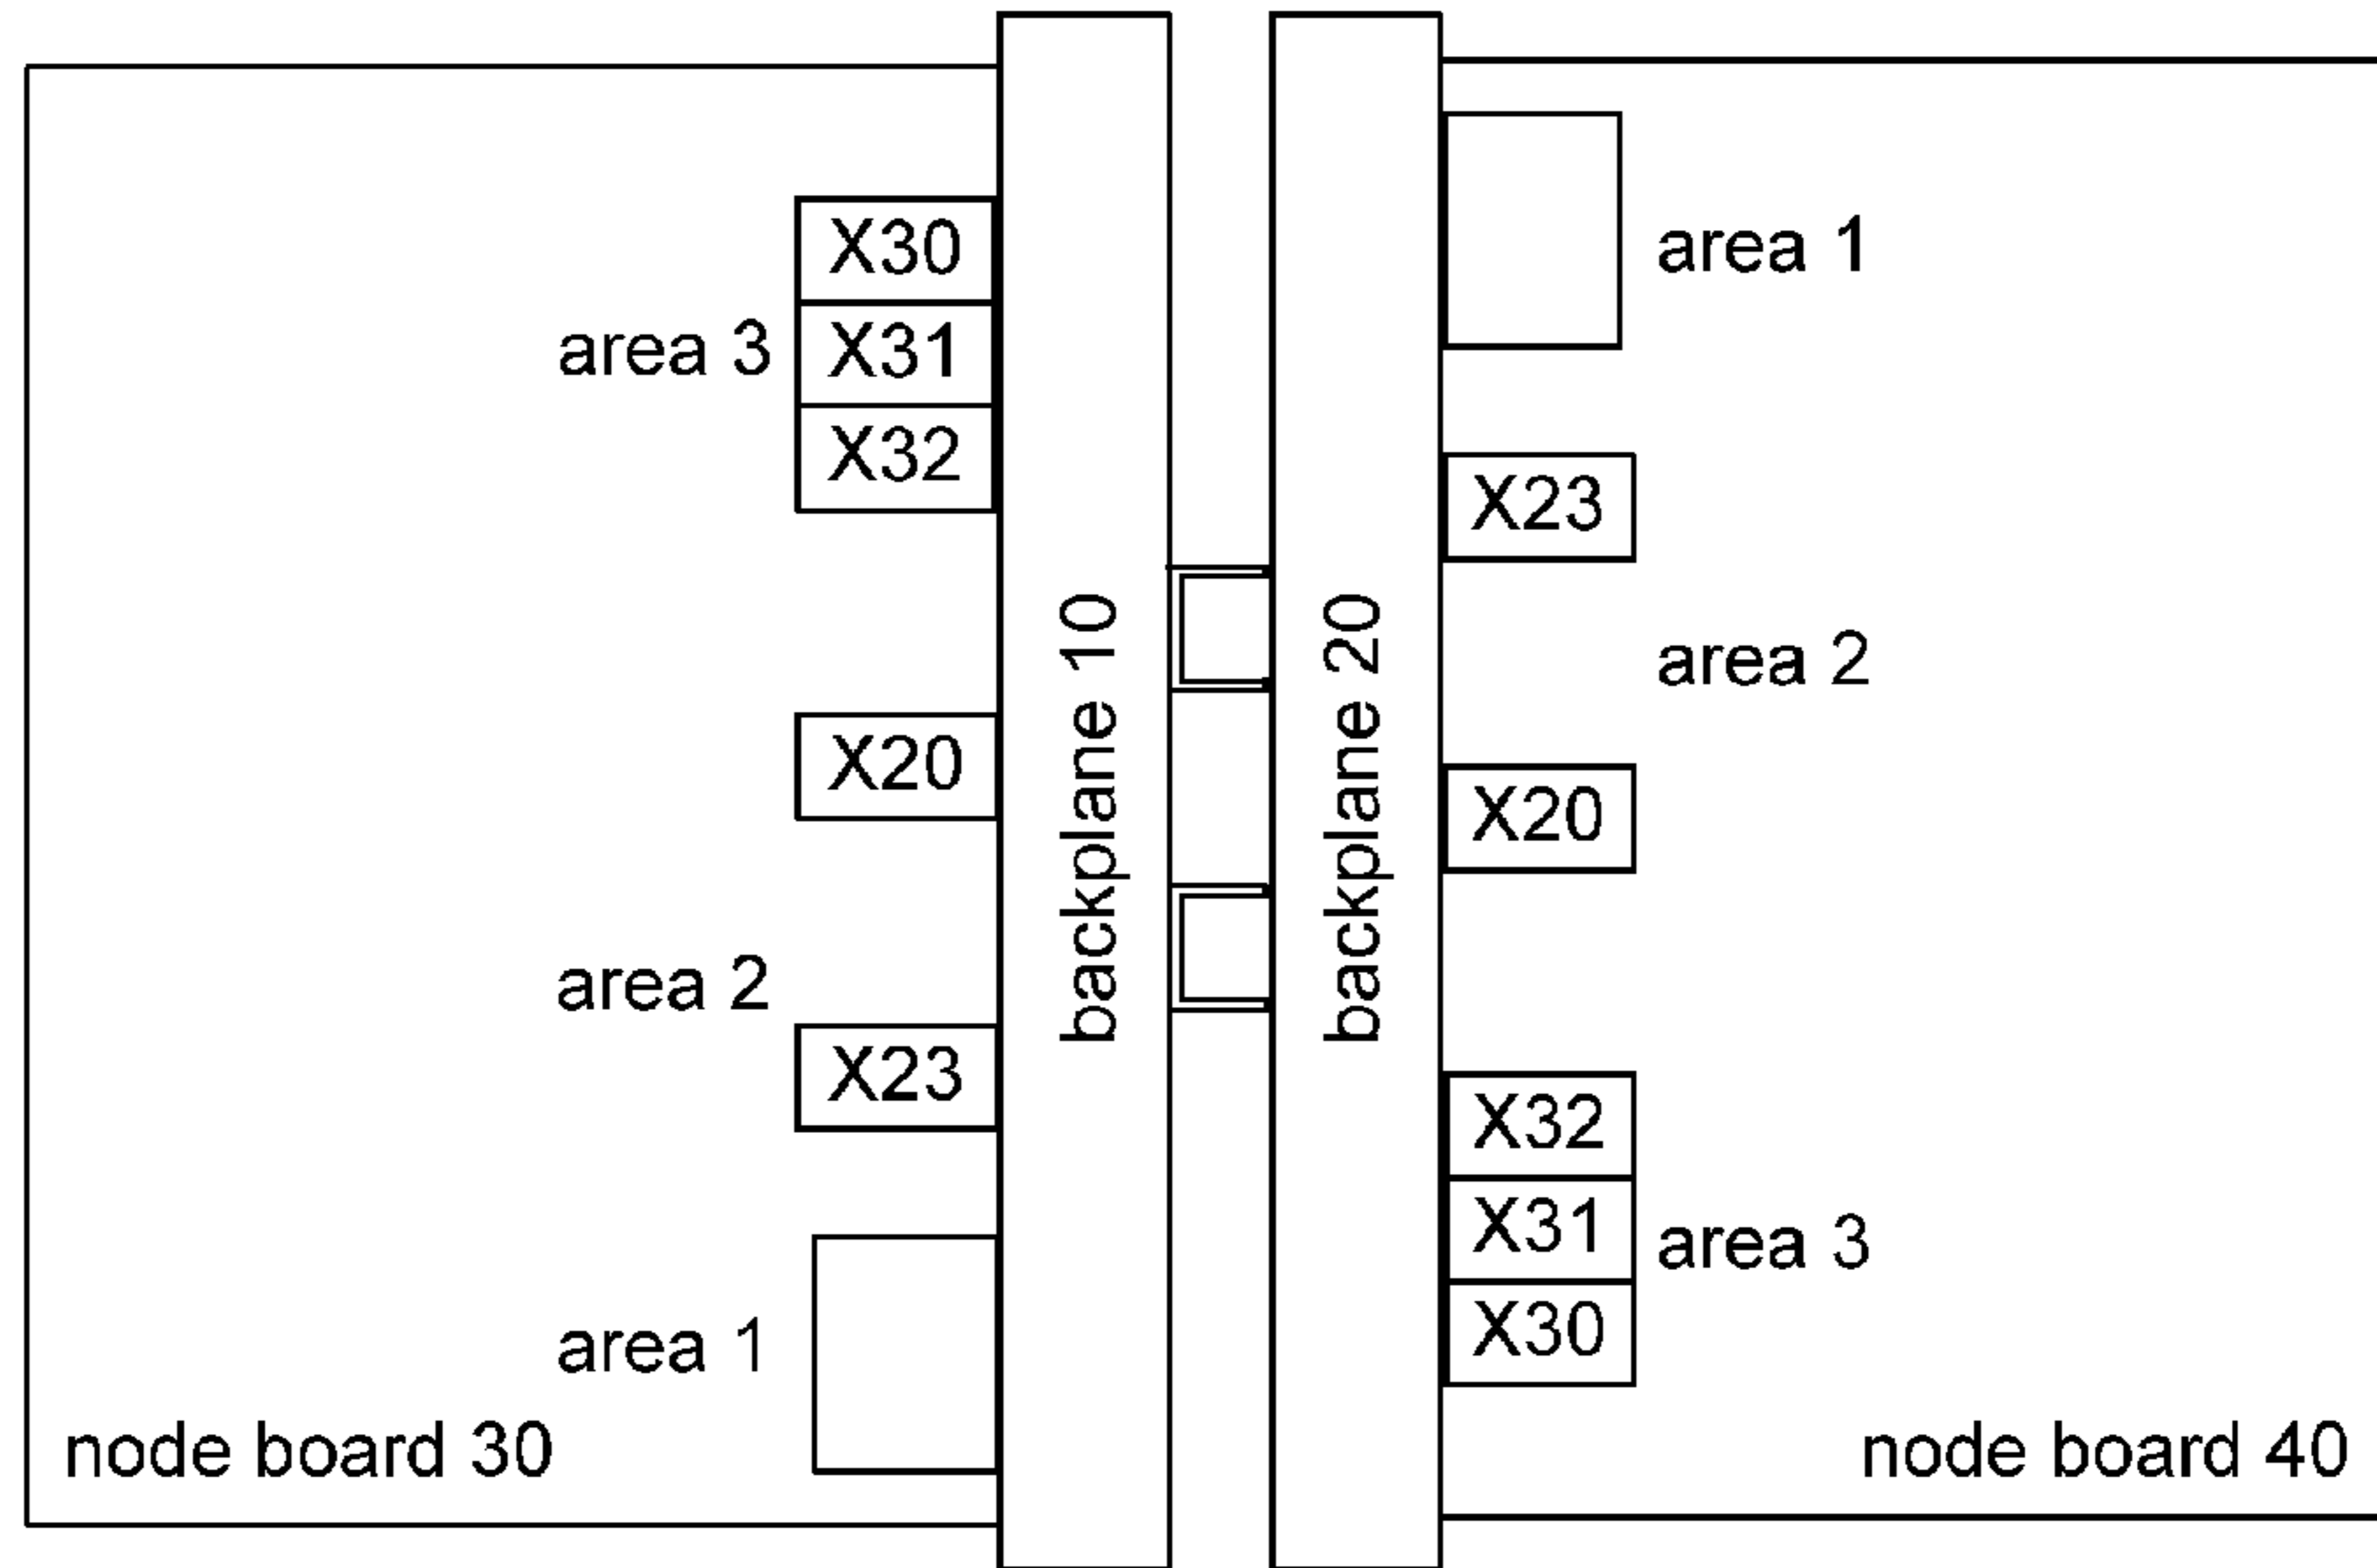 X30
area 3
X31
X32
X20
area 2
X23
area 1
node board 30
backplane 10
backplane 20
area 1
X23
area 2
X20
X32
X31
area 3
X30
node board 40